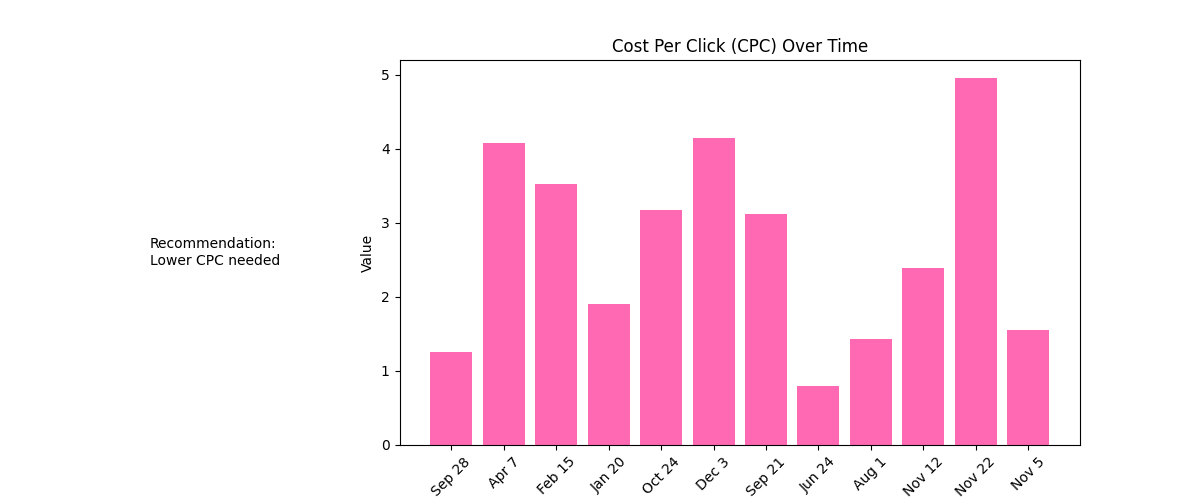 Cost Per Click (CPC) Over Time
Recommendation:
Lower CPC needed
Value
5
4
3
2
1
0
Sep 28
Apr 7
Feb 15
Jan 20
Oct 24
Dec 3
Sep 21
Jun 24
Aug 1
Nov 12
Nov 22
Nov 5